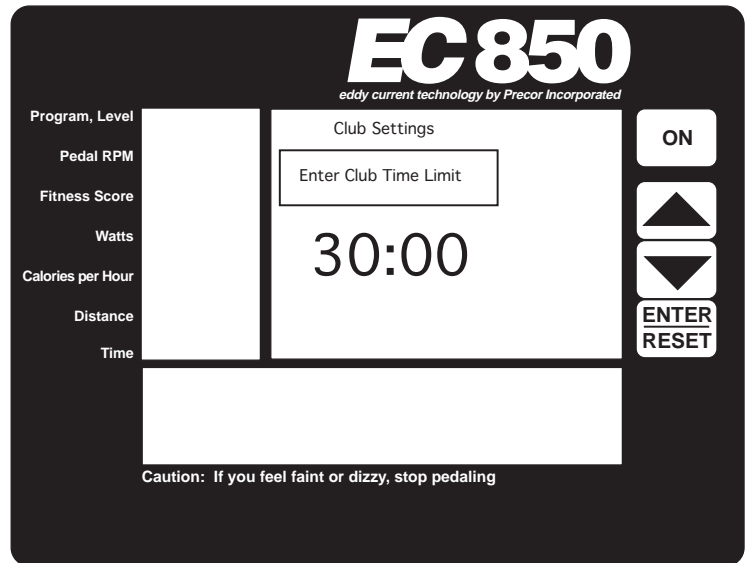 EC 850
eddy current technology by Precor Incorporated
Program, Level
Pedal RPM
Fitness Score
Watts
Calories per Hour
Distance
Time
Club Settings
Enter Club Time Limit
30:00
ON
ENTER
RESET
Caution: If you feel faint or dizzy, stop pedaling